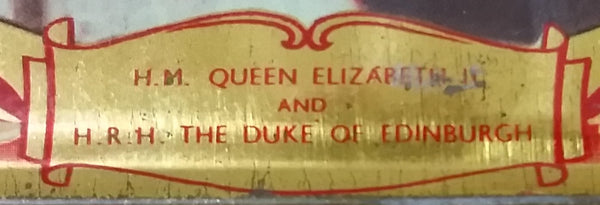 H.M. QUEEN ELIZABETH II
AND
H.R.H. THE DUKE OF EDINBURGH